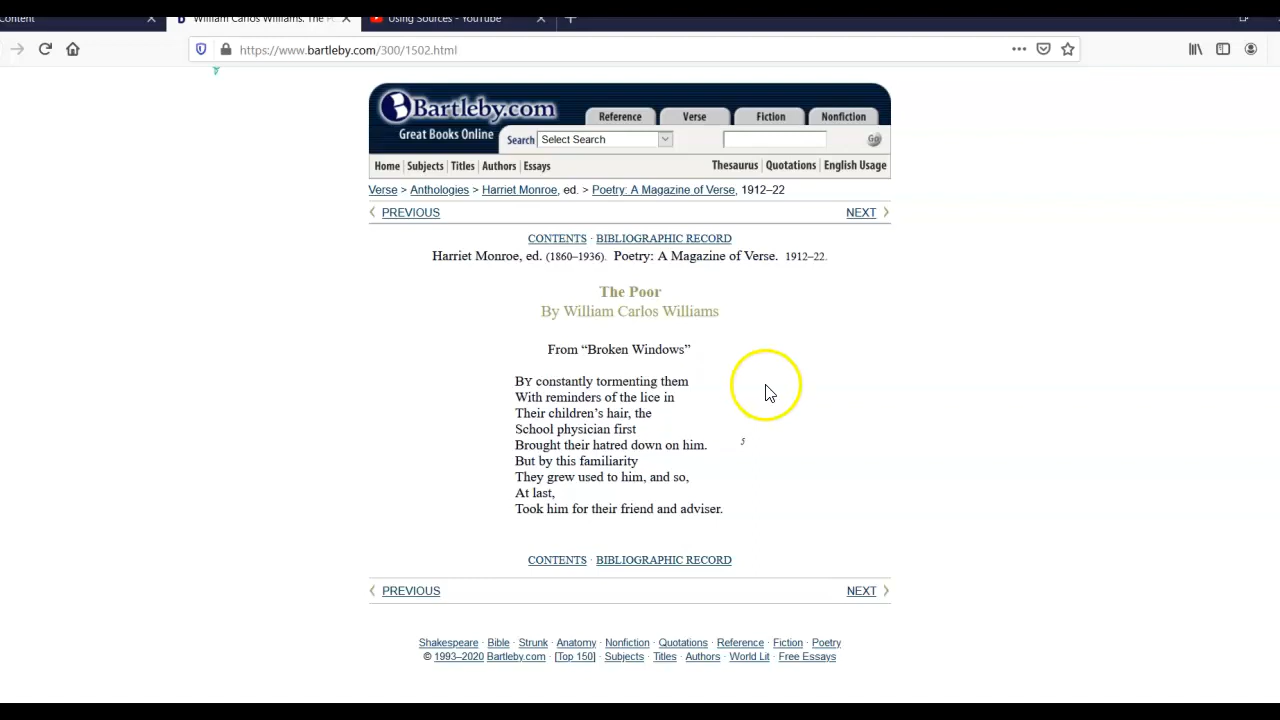 Content
William Carlos Williams. The P
Using Sources - YouTube
https://www.bartleby.com/300/1502.html
Bartleby.com
Great Books Online
Reference
Verse
Fiction
Nonfiction
Search
Select Search
Go
Home | Subjects | Titles | Authors | Essays
Thesaurus | Quotations | English Usage
Verse > Anthologies > Harriet Monroe, ed. > Poetry: A Magazine of Verse, 1912–22
PREVIOUS
NEXT
CONTENTS · BIBLIOGRAPHIC RECORD
Harriet Monroe, ed. (1860–1936). Poetry: A Magazine of Verse. 1912–22.
The Poor
By William Carlos Williams
From “Broken Windows”
BY constantly tormenting them
With reminders of the lice in
Their children’s hair, the
School physician first
Brought their hatred down on him. 5
But by this familiarity
They grew used to him, and so,
At last,
Took him for their friend and adviser.
CONTENTS · BIBLIOGRAPHIC RECORD
PREVIOUS
NEXT
Shakespeare · Bible · Strunk · Anatomy · Nonfiction · Quotations · Reference · Fiction · Poetry
© 1993–2020 Bartleby.com · [Top 150] · Subjects · Titles · Authors · World Lit · Free Essays